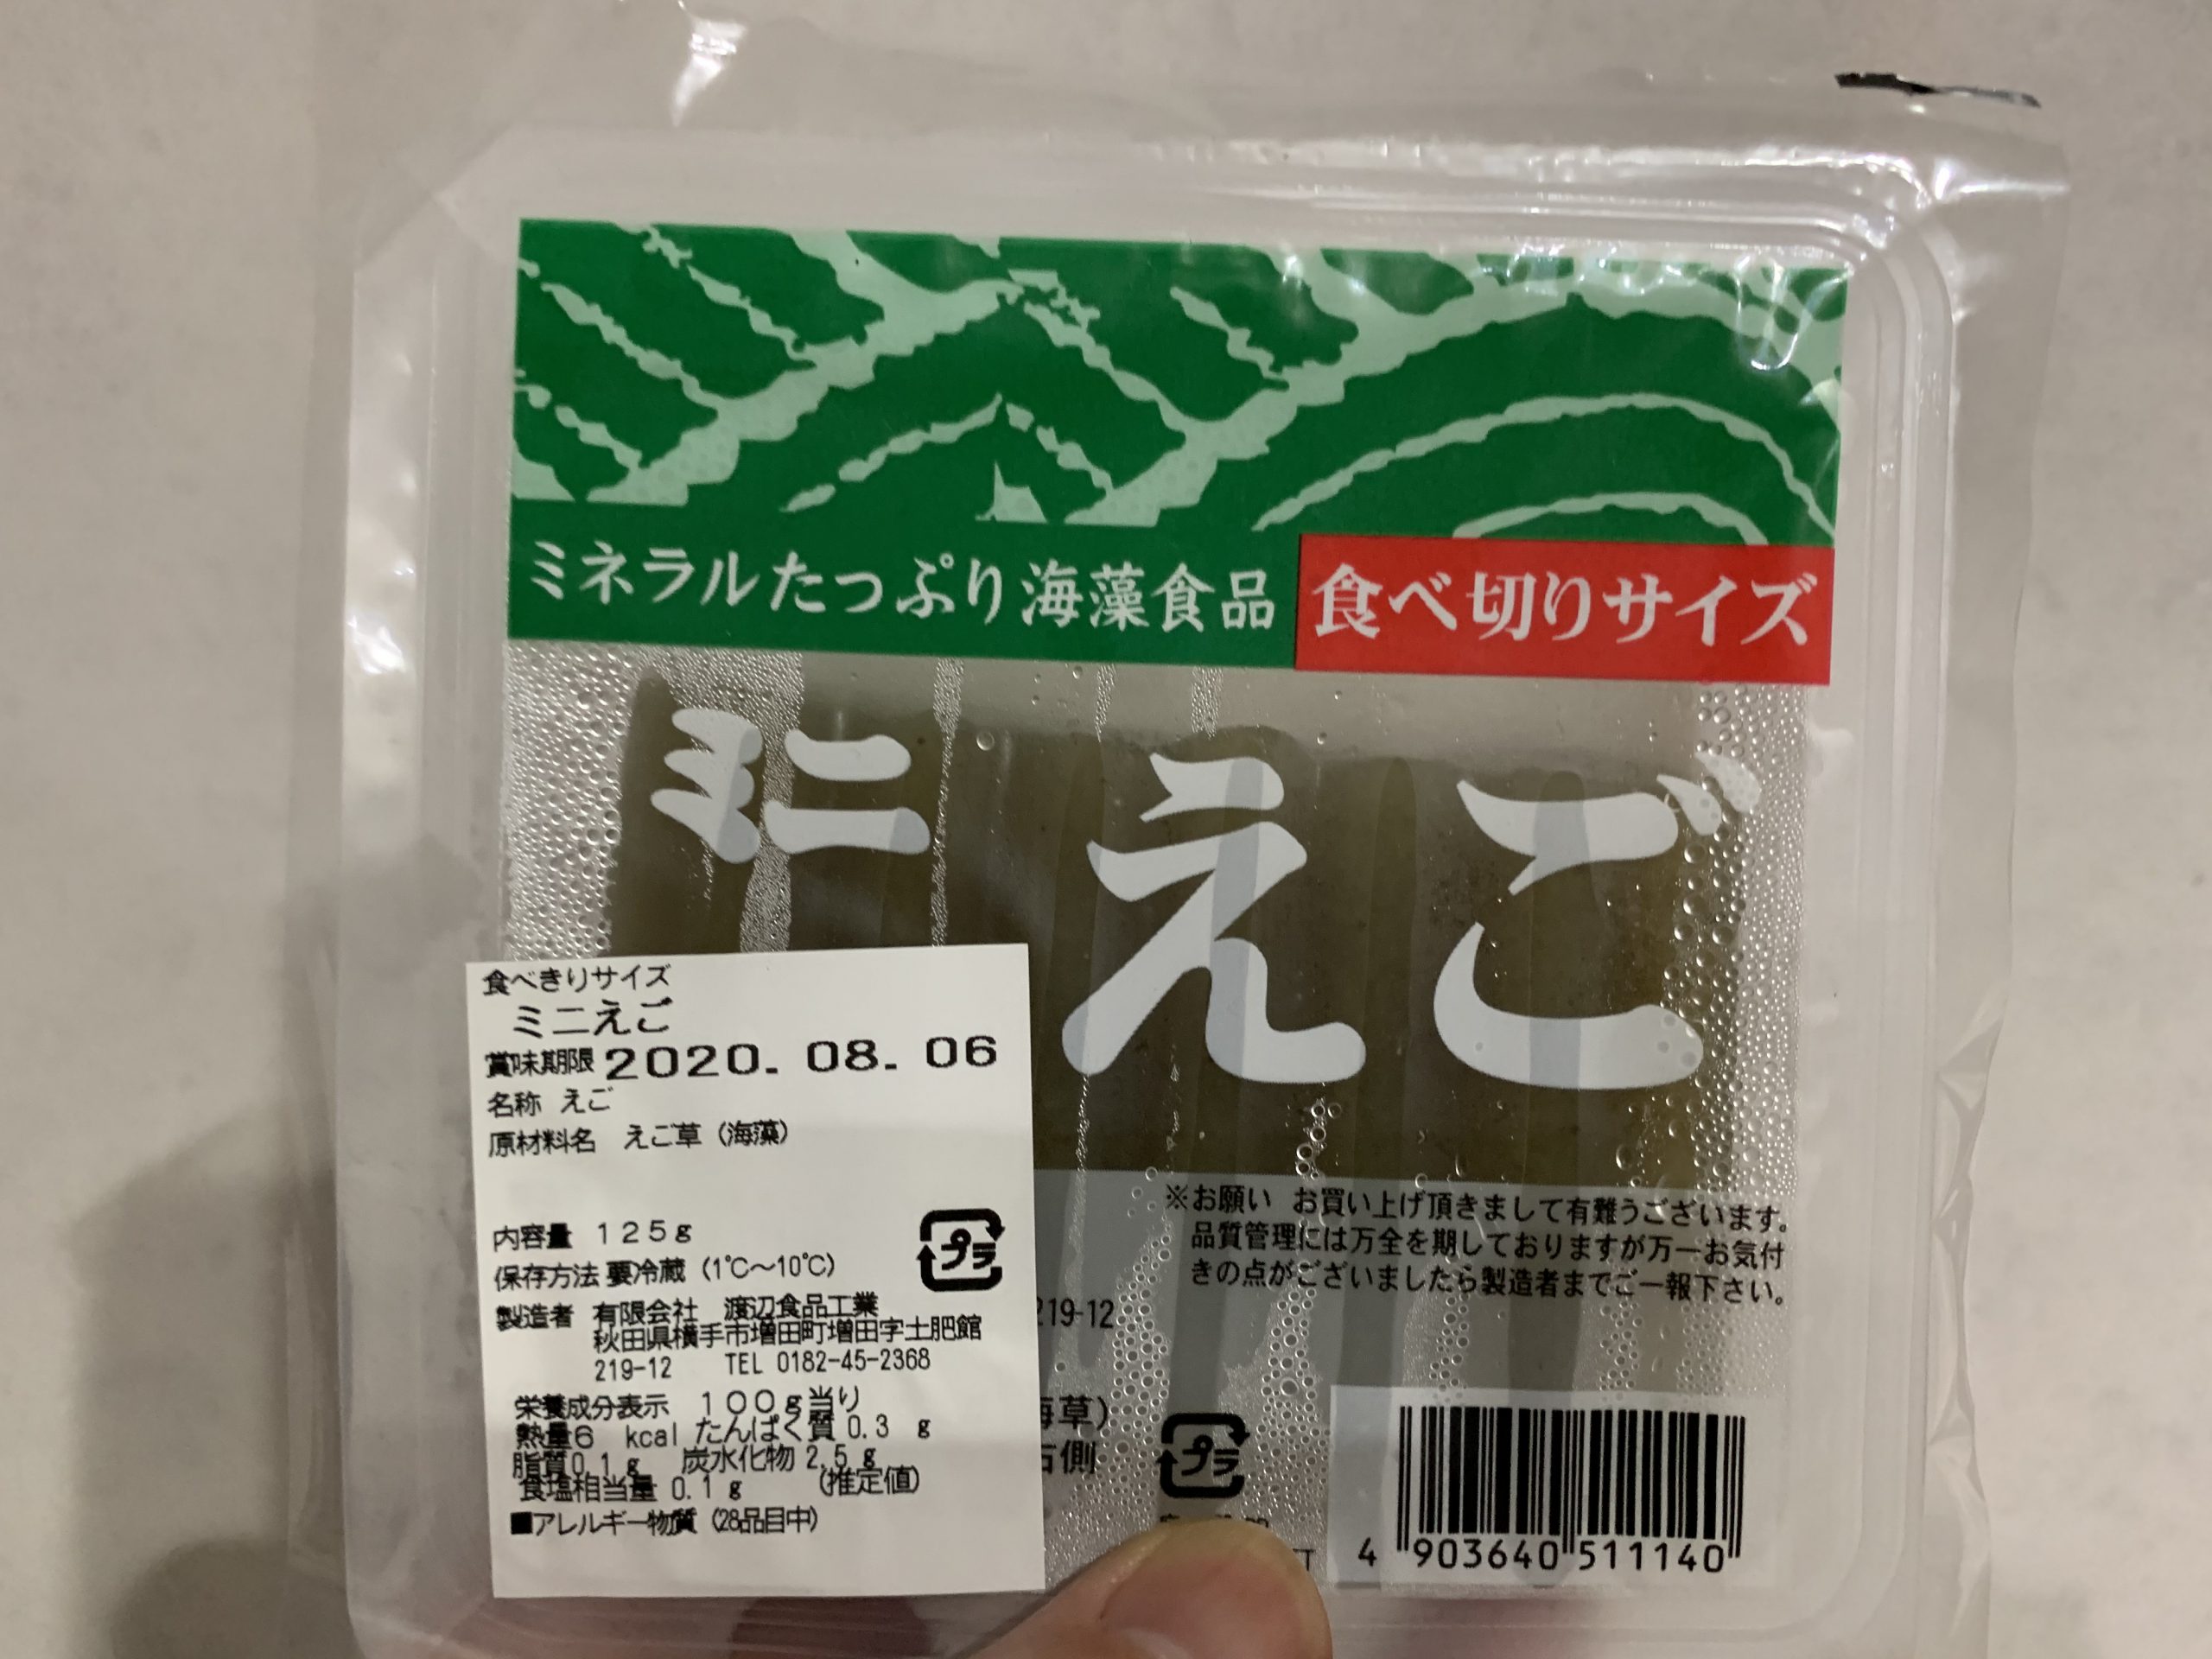 ミネラルたっぷり海藻食品 食べ切りサイズ
ミニ えご
食べきりサイズ
ミニえご
賞味期限 2020. 08. 06
名称 えご
原材料名 えご草（海藻）
内容量 125g
保存方法 要冷蔵（1℃～10℃）
プラ
製造者 有限会社 渡辺食品工業
秋田県横手市増田町増田字土肥館
219-12 TEL 0182-45-2368
栄養成分表示 100g当り
熱量6 kcal たんぱく質 0.3 g
脂質0.1g 炭水化物 2.5g
食塩相当量 0.1g （推定値）
■アレルギー物質（28品目中）
※お願い お買い上げ頂きまして有難うございます。
品質管理には万全を期しておりますが万一お気付
きの点がございましたら製造者までご一報下さい。
219-12
海草)
右側
プラ
4 903640 511140